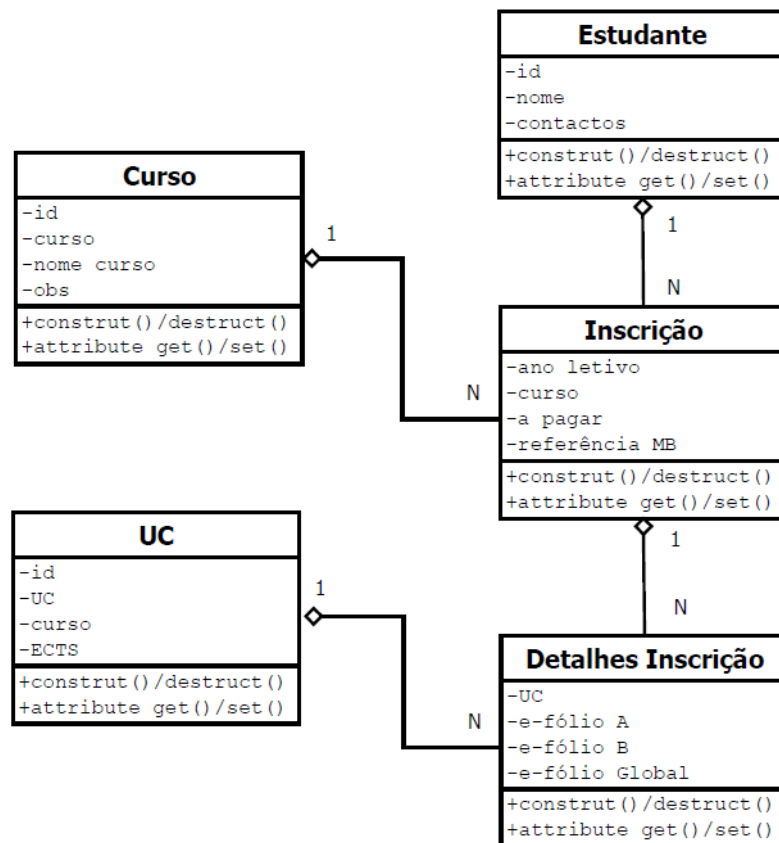 Estudante
-id
-nome
-contactos
+construt()/destruct()
+attribute get()/set()
1
N
Curso
-id
-curso
-nome curso
-obs
+construt()/destruct()
+attribute get()/set()
1
N
Inscrição
-ano letivo
-curso
-a pagar
-referência MB
+construt()/destruct()
+attribute get()/set()
1
N
UC
-id
-UC
-curso
-ECTS
+construt()/destruct()
+attribute get()/set()
1
N
Detalhes Inscrição
-UC
-e-fólio A
-e-fólio B
-e-fólio Global
+construt()/destruct()
+attribute get()/set()